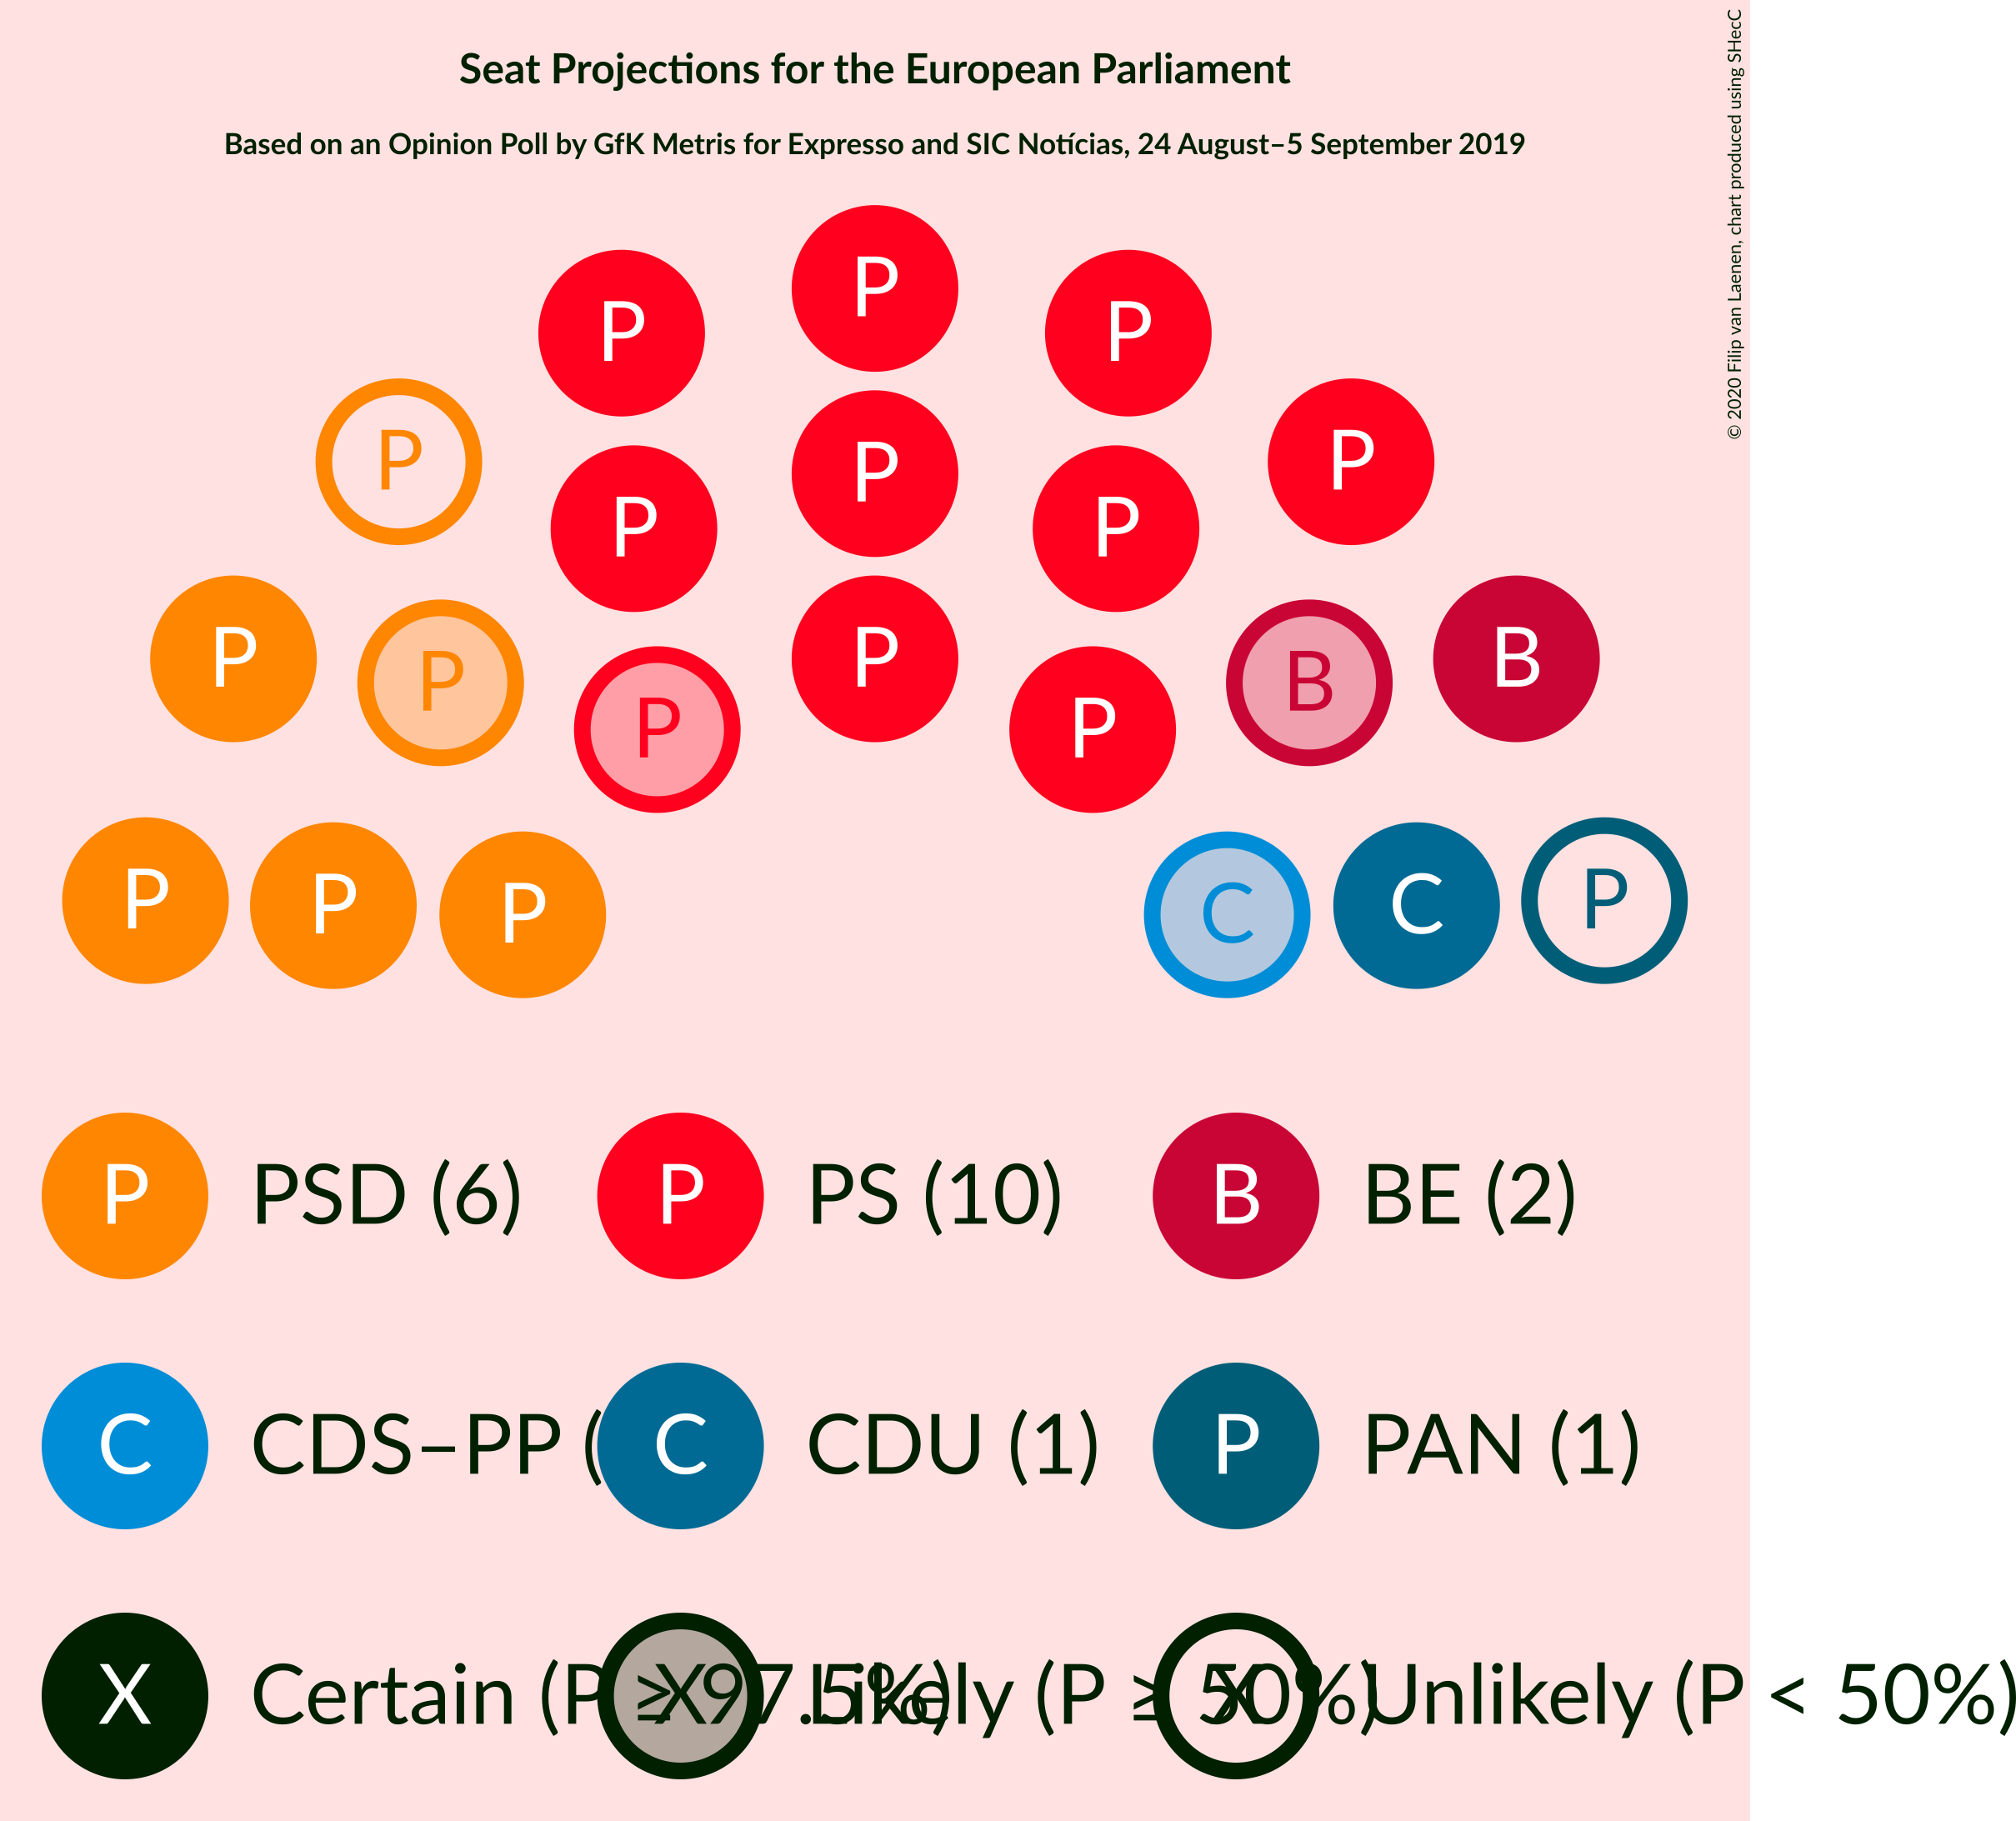 Seat Projections for the European Parliament
Based on an Opinion Poll by GfK Metris for Expresso and SIC Notícias, 24 August–5 September 2019
© 2020 Filip van Laenen, chart produced using SHecC
P
P P
P P
P
P P
P B
P P
P P B
P P
P P P C C P
P PSD (6) P PS (10) B BE (2)
C CDS–PP ( C CDU (1) P PAN (1)
X Certain (P ≥ 97.5%) X Likely (P ≥ 50%) X Unlikely (P < 50%)